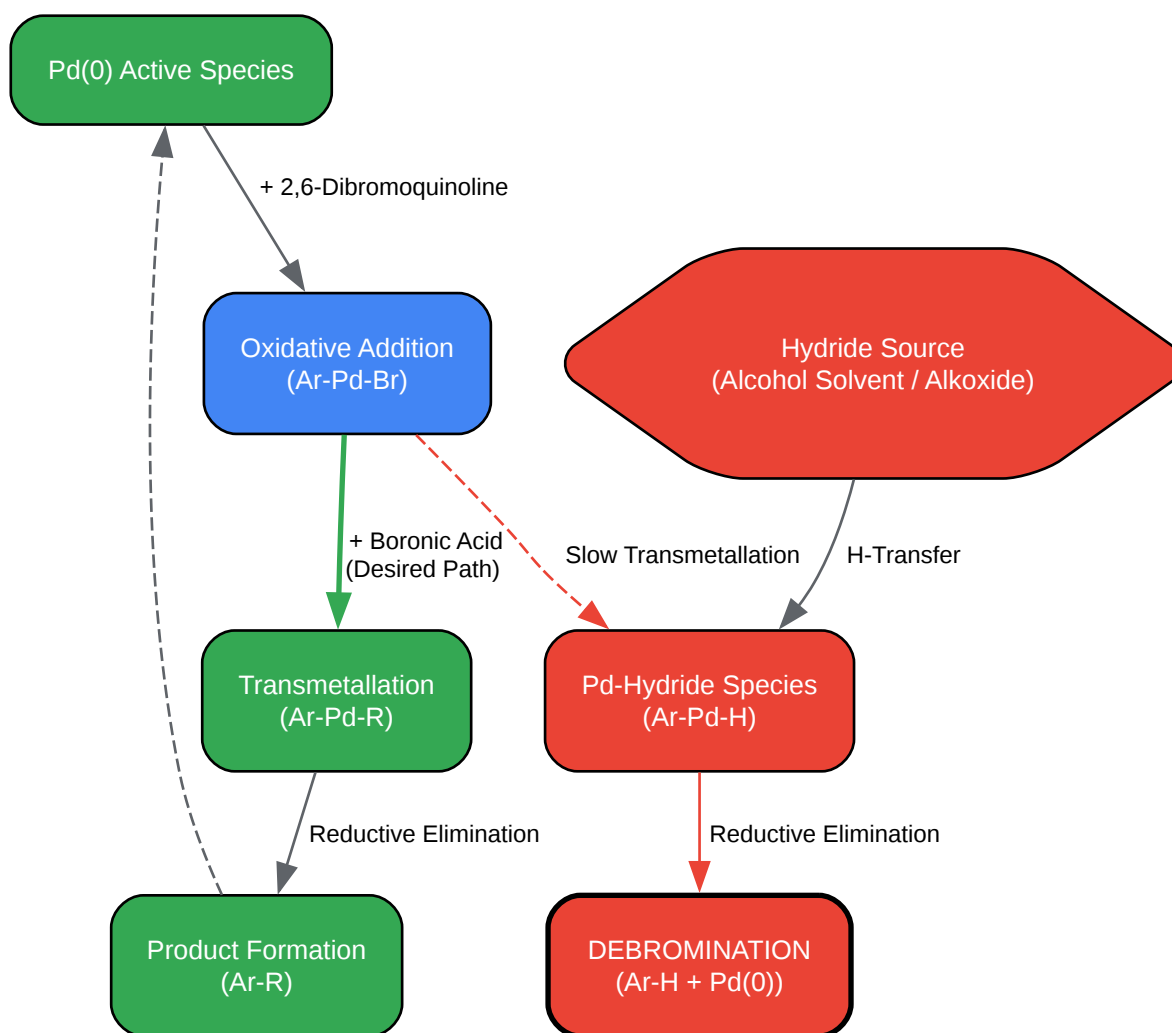 Pd(0) Active Species
+ 2,6-Dibromoquinoline
Oxidative Addition
(Ar-Pd-Br)
Hydride Source
(Alcohol Solvent / Alkoxide)
+ Boronic Acid
(Desired Path)
Slow Transmetallation
H-Transfer
Transmetallation
(Ar-Pd-R)
Pd-Hydride Species
(Ar-Pd-H)
Reductive Elimination
Reductive Elimination
Product Formation
(Ar-R)
DEBROMINATION
(Ar-H + Pd(0))